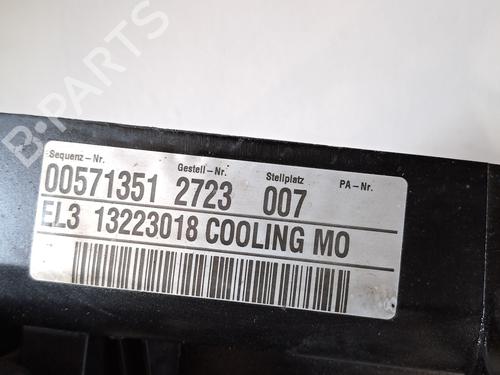 B-PARTS
Sequenz-Nr. Gestell-Nr. Stellplatz PA-Nr.
00571351 2723 007
EL3 13223018 COOLING MO